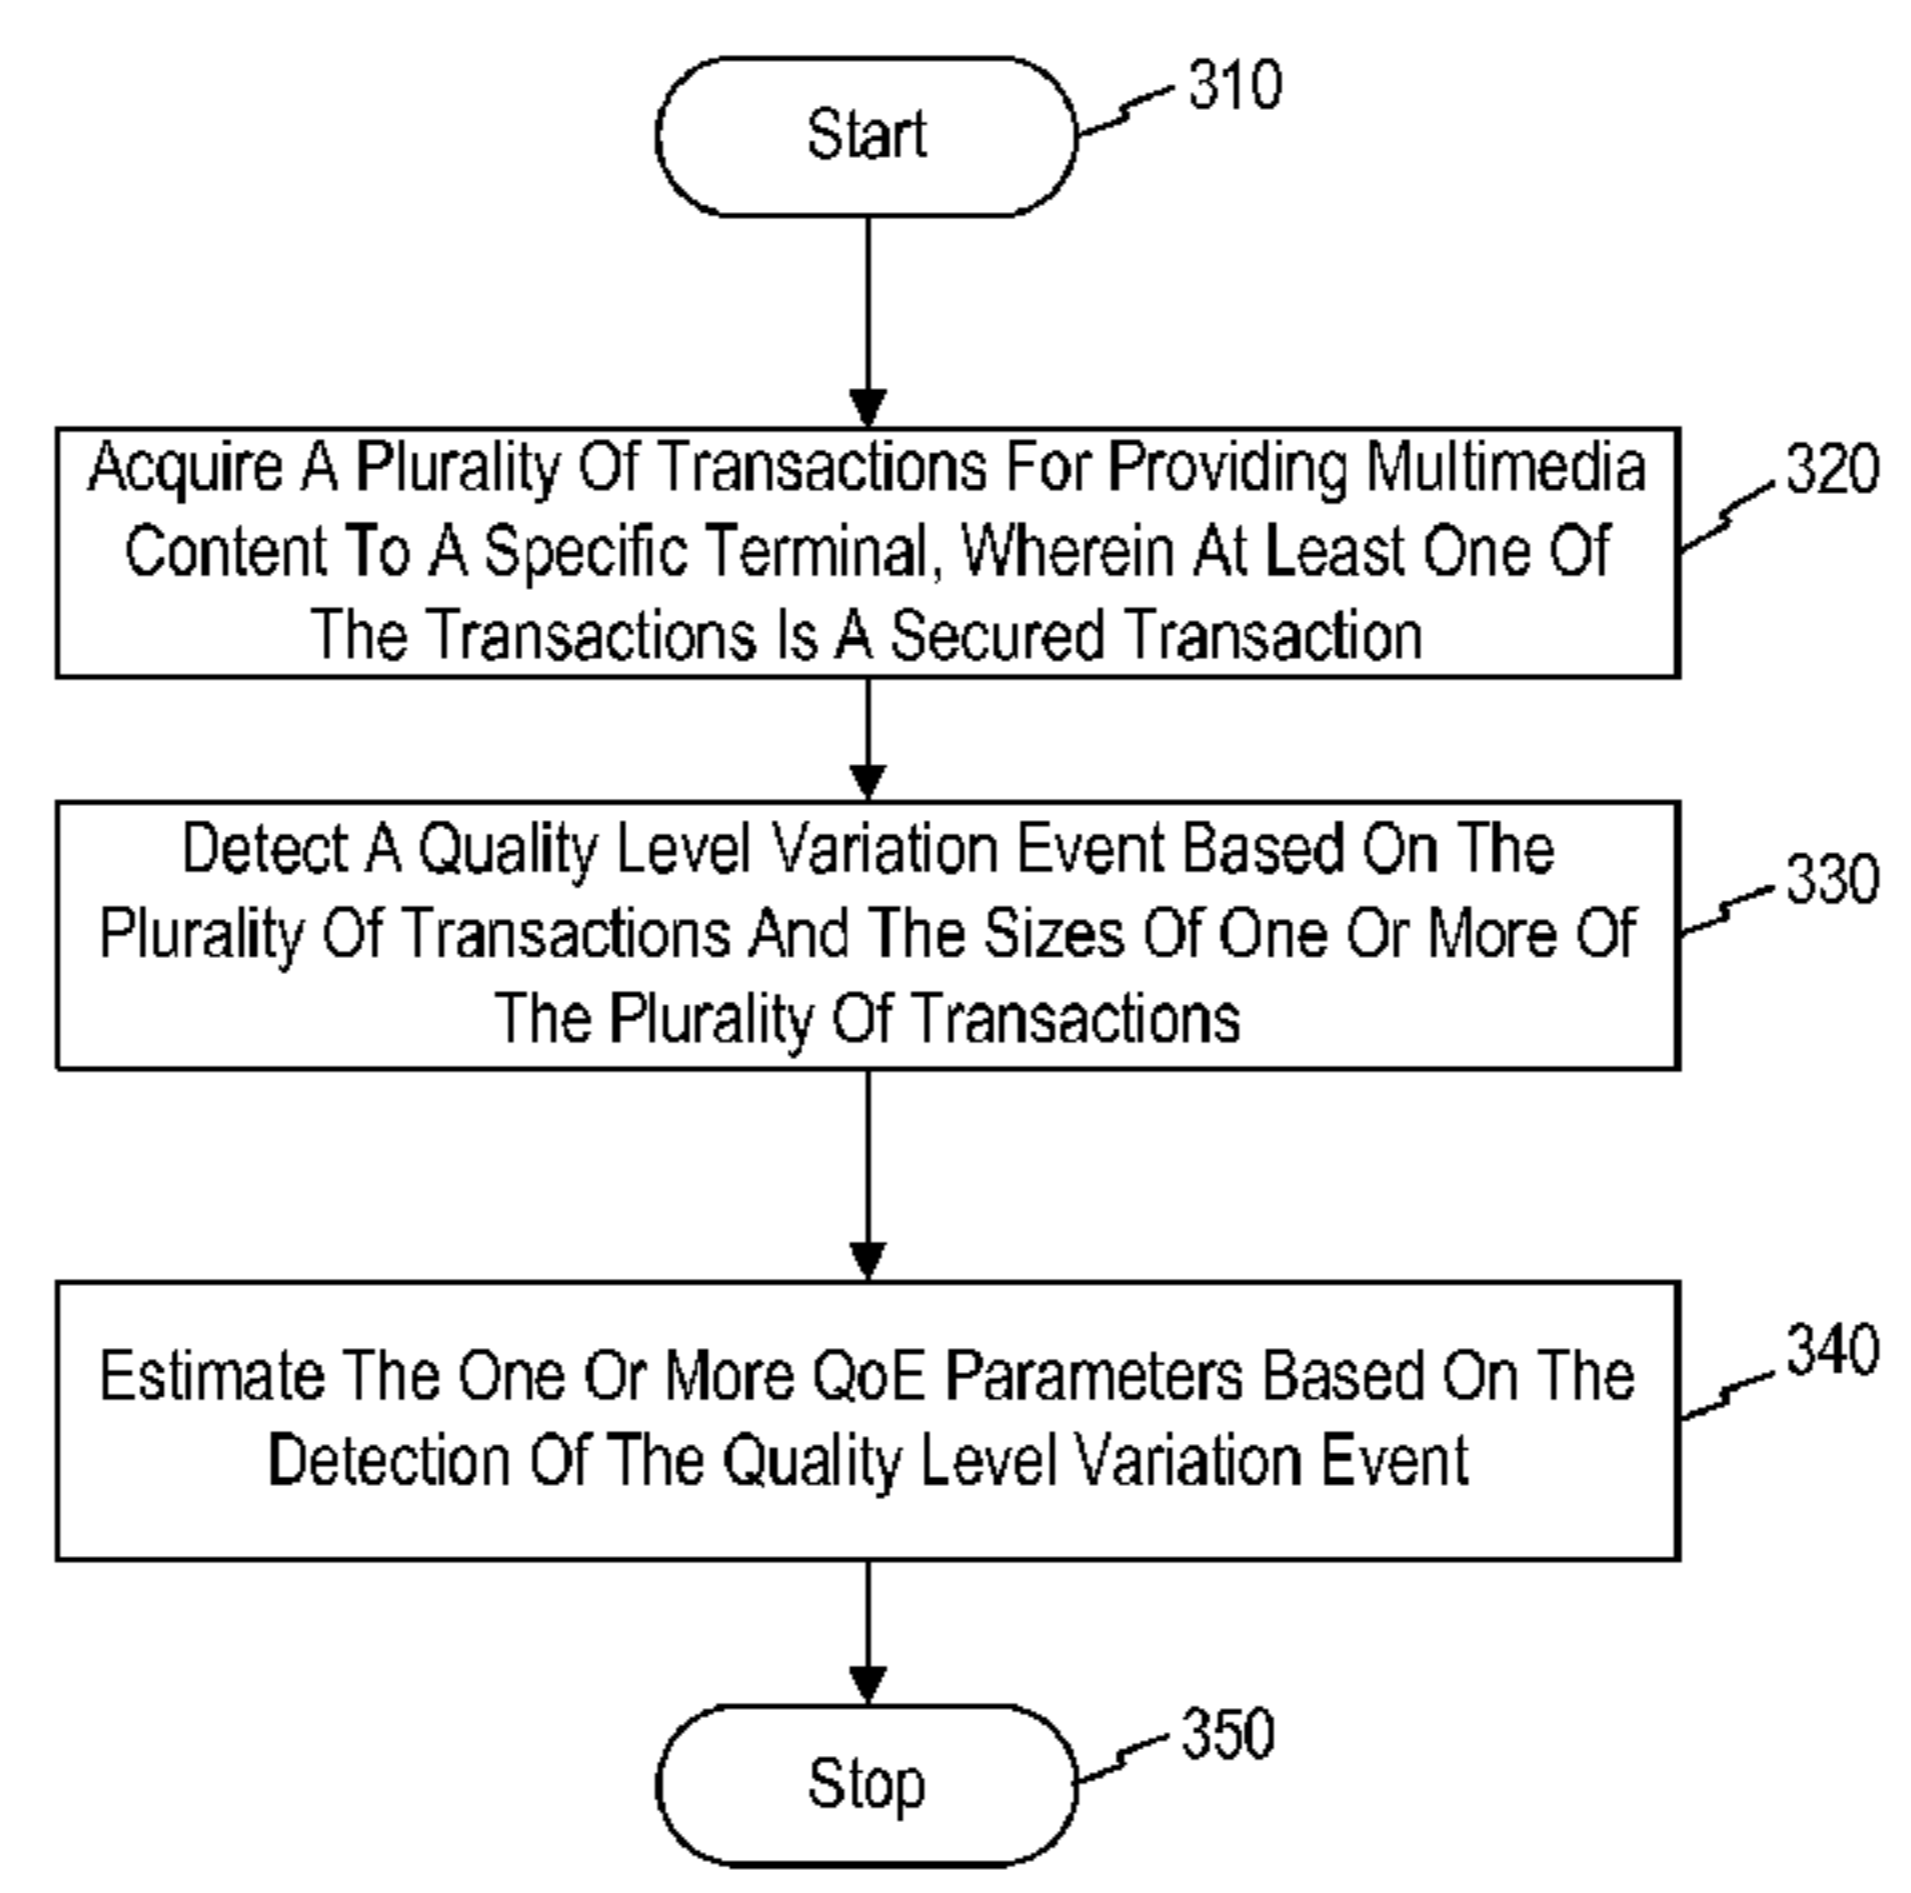 Start
310
Acquire A Plurality Of Transactions For Providing Multimedia
Content To A Specific Terminal, Wherein At Least One Of
The Transactions Is A Secured Transaction
320
Detect A Quality Level Variation Event Based On The
Plurality Of Transactions And The Sizes Of One Or More Of
The Plurality Of Transactions
330
Estimate The One Or More QoE Parameters Based On The
Detection Of The Quality Level Variation Event
340
Stop
350